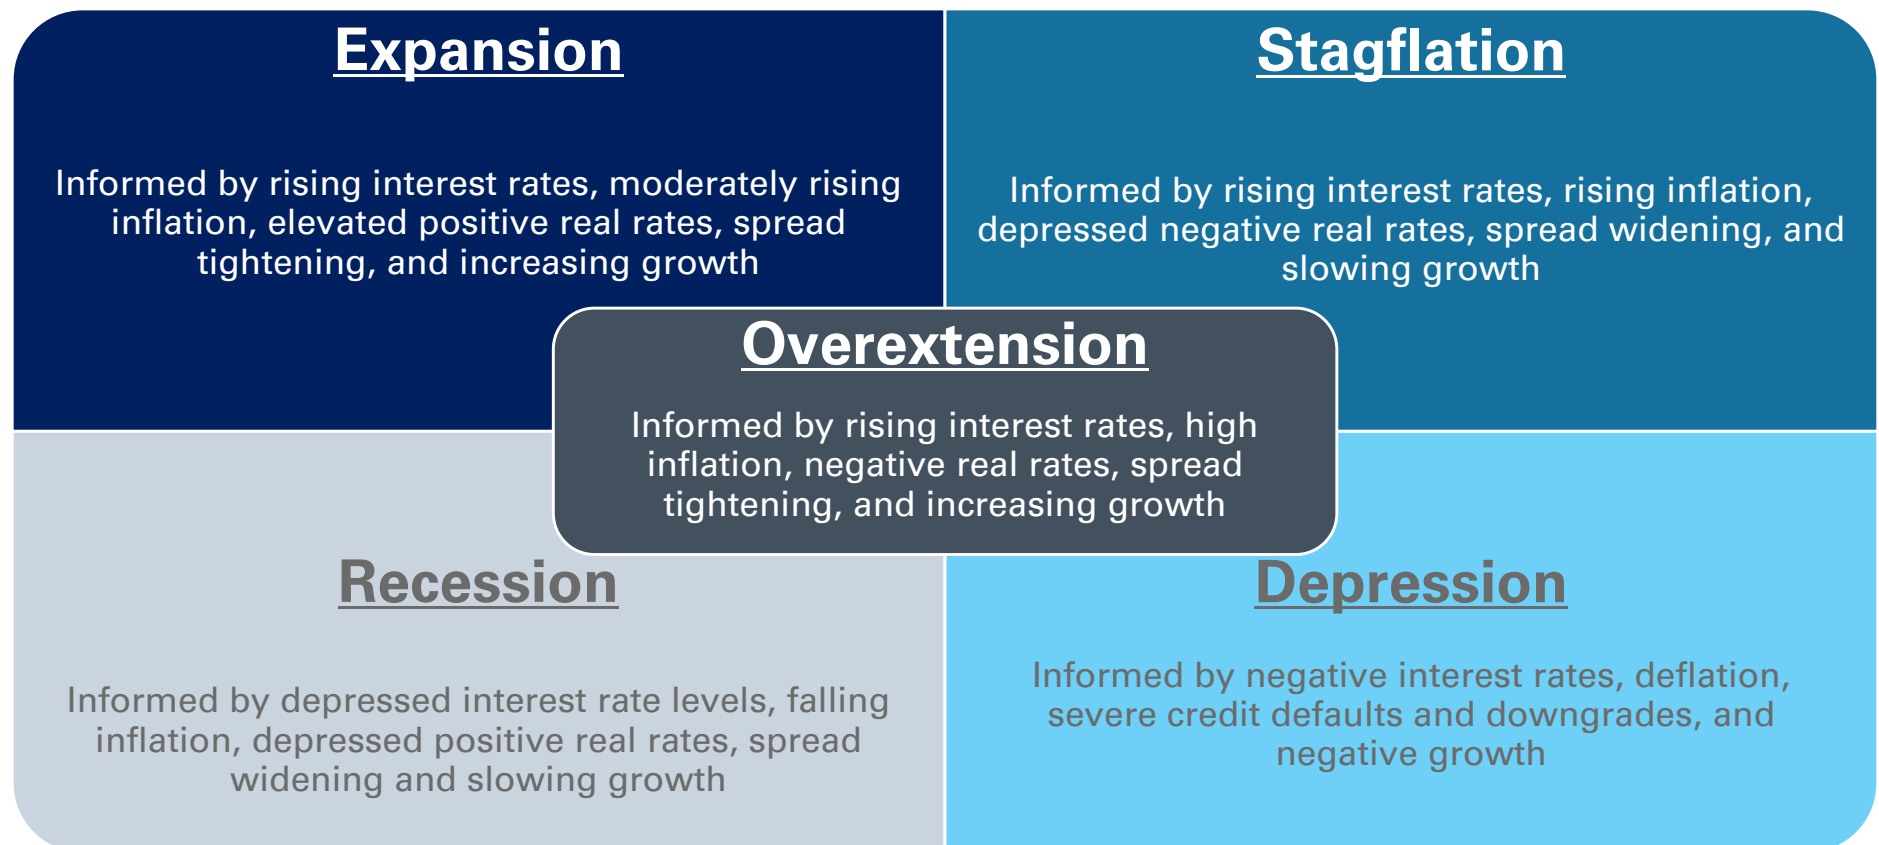 Expansion
Informed by rising interest rates, moderately rising
inflation, elevated positive real rates, spread
tightening, and increasing growth
Stagflation
Informed by rising interest rates, rising inflation,
depressed negative real rates, spread widening, and
slowing growth
Overextension
Informed by rising interest rates, high
inflation, negative real rates, spread
tightening, and increasing growth
Recession
Informed by depressed interest rate levels, falling
inflation, depressed positive real rates, spread
widening and slowing growth
Depression
Informed by negative interest rates, deflation,
severe credit defaults and downgrades, and
negative growth